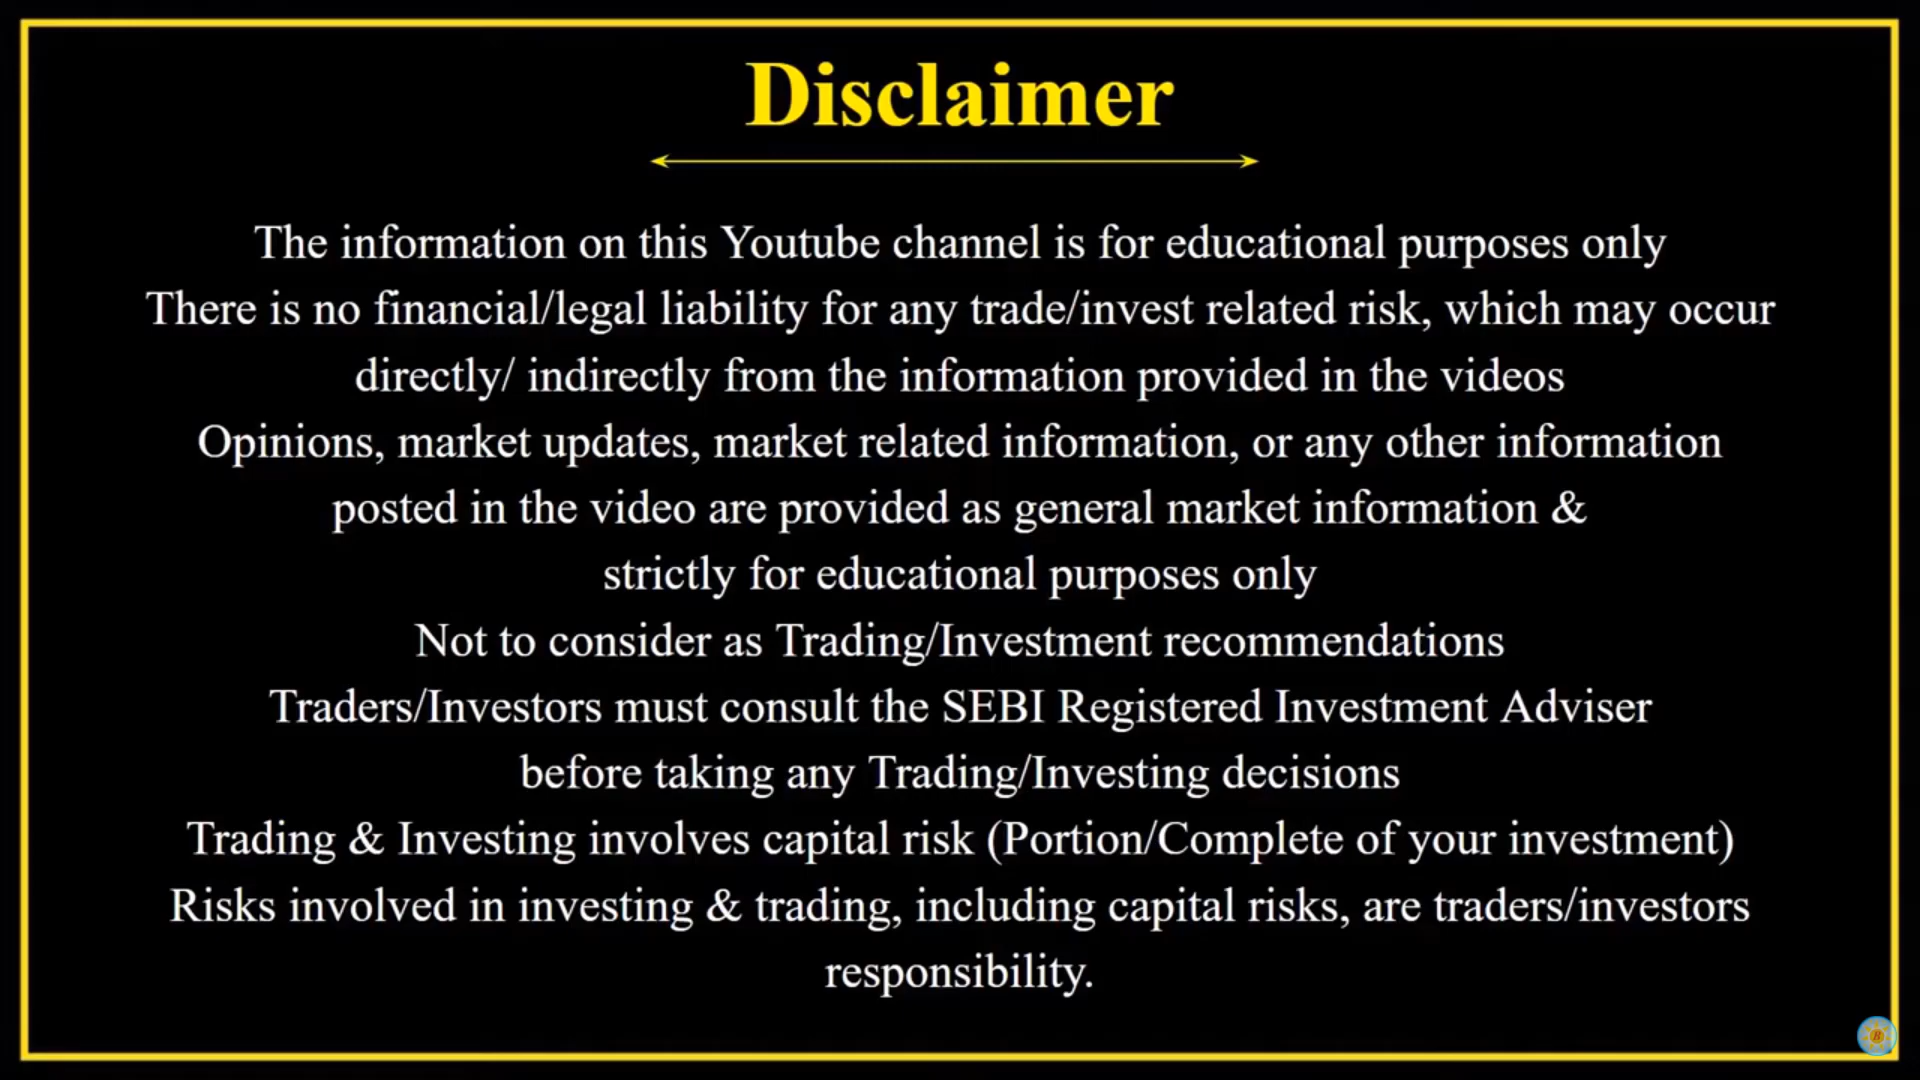 Disclaimer
The information on this Youtube channel is for educational purposes only
There is no financial/legal liability for any trade/invest related risk, which may occur
directly/ indirectly from the information provided in the videos
Opinions, market updates, market related information, or any other information
posted in the video are provided as general market information &
strictly for educational purposes only
Not to consider as Trading/Investment recommendations
Traders/Investors must consult the SEBI Registered Investment Adviser
before taking any Trading/Investing decisions
Trading & Investing involves capital risk (Portion/Complete of your investment)
Risks involved in investing & trading, including capital risks, are traders/investors
responsibility.